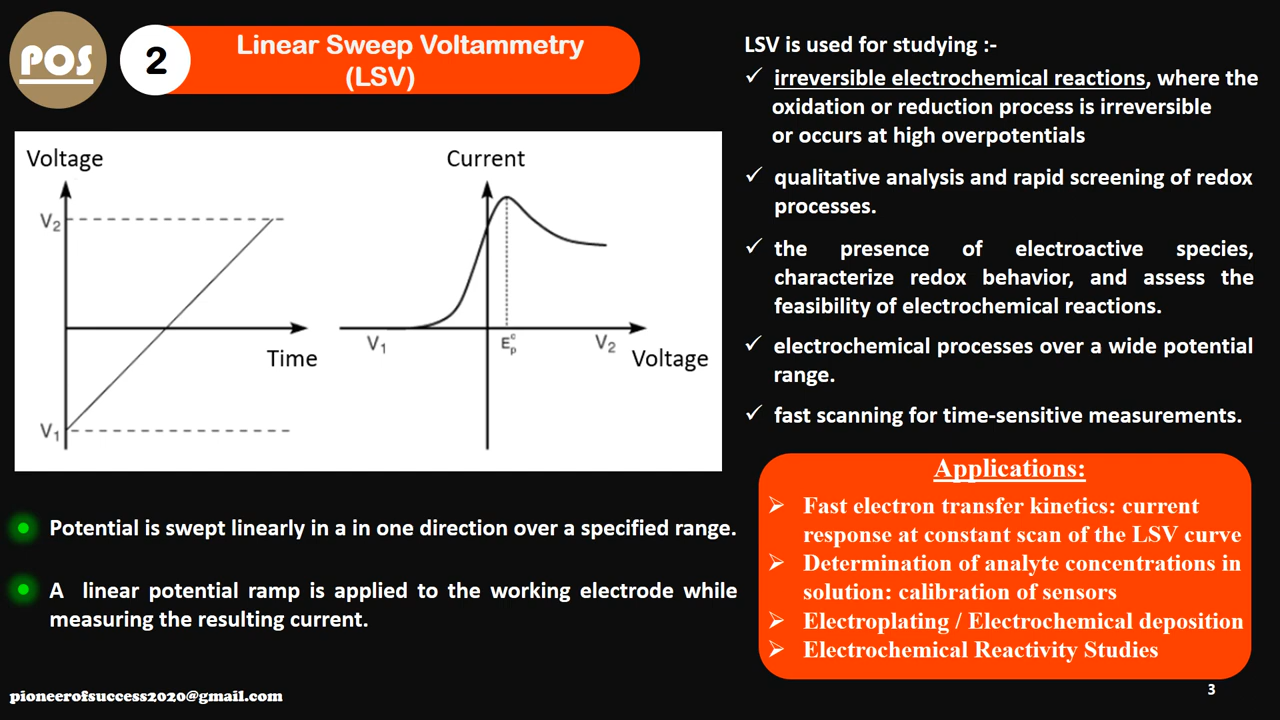 POS
2
Linear Sweep Voltammetry
(LSV)
Voltage
V2
V1
Time
Current
V1
E_p^c
V2
Voltage
Potential is swept linearly in a in one direction over a specified range.
A linear potential ramp is applied to the working electrode while
measuring the resulting current.
LSV is used for studying :-
✓ irreversible electrochemical reactions, where the
oxidation or reduction process is irreversible
or occurs at high overpotentials
✓ qualitative analysis and rapid screening of redox
processes.
✓ the presence of electroactive species,
characterize redox behavior, and assess the
feasibility of electrochemical reactions.
✓ electrochemical processes over a wide potential
range.
✓ fast scanning for time-sensitive measurements.
Applications:
➢ Fast electron transfer kinetics: current
response at constant scan of the LSV curve
➢ Determination of analyte concentrations in
solution: calibration of sensors
➢ Electroplating / Electrochemical deposition
➢ Electrochemical Reactivity Studies
pioneerofsuccess2020@gmail.com
3